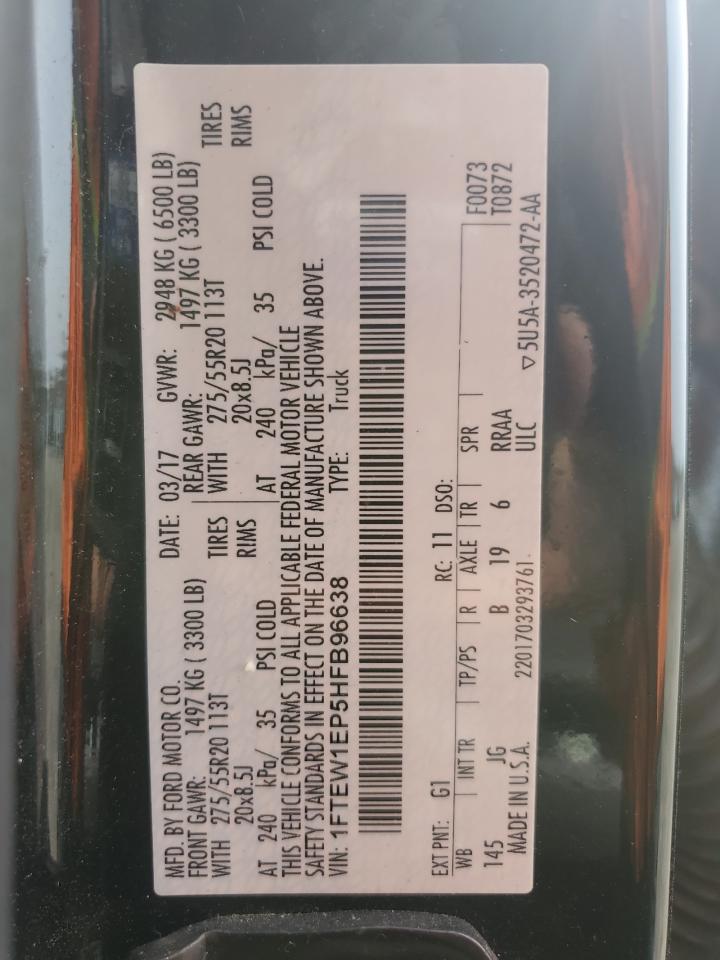 MFD. BY FORD MOTOR CO. DATE: 03/17 GVWR: 2948 KG ( 6500 LB)
FRONT GAWR: 1497 KG ( 3300 LB) REAR GAWR: 1497 KG ( 3300 LB)
WITH 275/55R20 113T TIRES WITH 275/55R20 113T TIRES
20x8.5J RIMS 20x8.5J RIMS
AT 240 kPa/ 35 PSI COLD AT 240 kPa/ 35 PSI COLD
THIS VEHICLE CONFORMS TO ALL APPLICABLE FEDERAL MOTOR VEHICLE
SAFETY STANDARDS IN EFFECT ON THE DATE OF MANUFACTURE SHOWN ABOVE.
VIN: 1FTEW1EP5HFB96638 TYPE: Truck
EXT PNT: G1 RC: 11 DSO:
WB INT TR TP/PS R AXLE TR SPR F0073
145 JG B 19 6 RRAA T0872
MADE IN U.S.A. 2201703293761 ULC ▽ 5U5A-3520472-AA